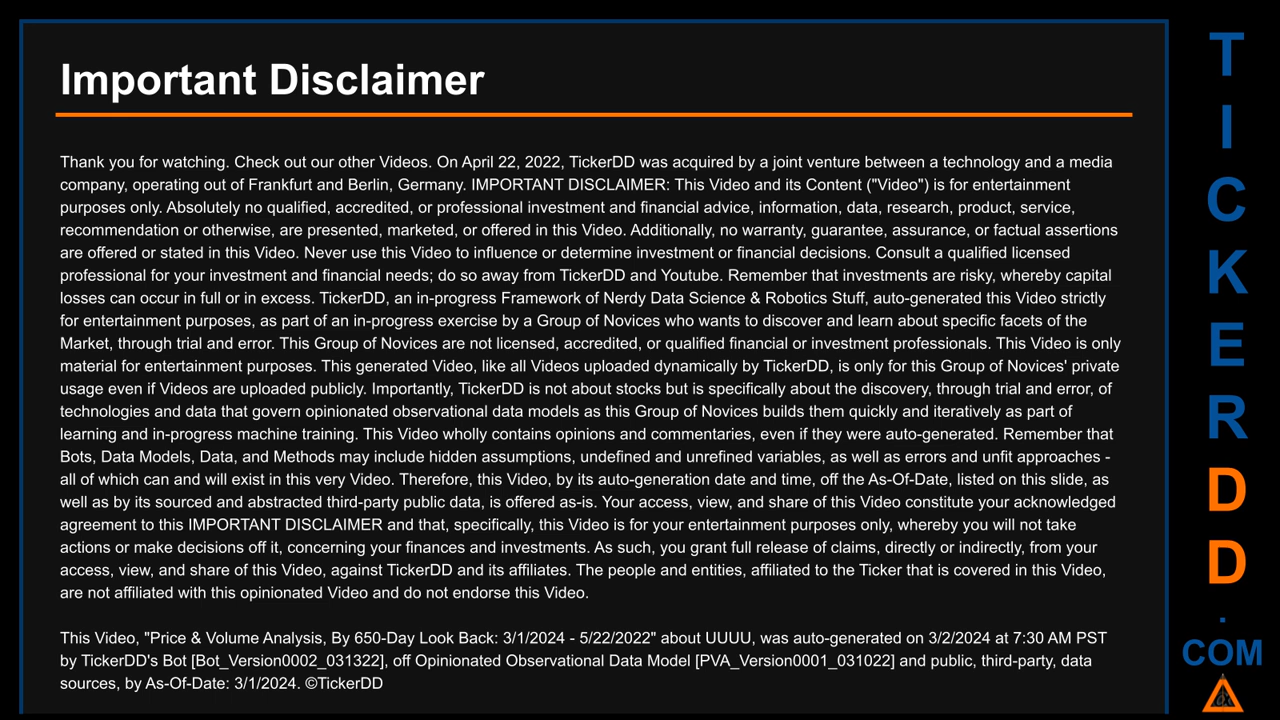 Important Disclaimer
Thank you for watching. Check out our other Videos. On April 22, 2022, TickerDD was acquired by a joint venture between a technology and a media
company, operating out of Frankfurt and Berlin, Germany. IMPORTANT DISCLAIMER: This Video and its Content ("Video") is for entertainment
purposes only. Absolutely no qualified, accredited, or professional investment and financial advice, information, data, research, product, service,
recommendation or otherwise, are presented, marketed, or offered in this Video. Additionally, no warranty, guarantee, assurance, or factual assertions
are offered or stated in this Video. Never use this Video to influence or determine investment or financial decisions. Consult a qualified licensed
professional for your investment and financial needs; do so away from TickerDD and Youtube. Remember that investments are risky, whereby capital
losses can occur in full or in excess. TickerDD, an in-progress Framework of Nerdy Data Science & Robotics Stuff, auto-generated this Video strictly
for entertainment purposes, as part of an in-progress exercise by a Group of Novices who wants to discover and learn about specific facets of the
Market, through trial and error. This Group of Novices are not licensed, accredited, or qualified financial or investment professionals. This Video is only
material for entertainment purposes. This generated Video, like all Videos uploaded dynamically by TickerDD, is only for this Group of Novices' private
usage even if Videos are uploaded publicly. Importantly, TickerDD is not about stocks but is specifically about the discovery, through trial and error, of
technologies and data that govern opinionated observational data models as this Group of Novices builds them quickly and iteratively as part of
learning and in-progress machine training. This Video wholly contains opinions and commentaries, even if they were auto-generated. Remember that
Bots, Data Models, Data, and Methods may include hidden assumptions, undefined and unrefined variables, as well as errors and unfit approaches -
all of which can and will exist in this very Video. Therefore, this Video, by its auto-generation date and time, off the As-Of-Date, listed on this slide, as
well as by its sourced and abstracted third-party public data, is offered as-is. Your access, view, and share of this Video constitute your acknowledged
agreement to this IMPORTANT DISCLAIMER and that, specifically, this Video is for your entertainment purposes only, whereby you will not take
actions or make decisions off it, concerning your finances and investments. As such, you grant full release of claims, directly or indirectly, from your
access, view, and share of this Video, against TickerDD and its affiliates. The people and entities, affiliated to the Ticker that is covered in this Video,
are not affiliated with this opinionated Video and do not endorse this Video.
This Video, "Price & Volume Analysis, By 650-Day Look Back: 3/1/2024 - 5/22/2022" about UUUU, was auto-generated on 3/2/2024 at 7:30 AM PST
by TickerDD's Bot [Bot_Version0002_031322], off Opinionated Observational Data Model [PVA_Version0001_031022] and public, third-party, data
sources, by As-Of-Date: 3/1/2024. ©TickerDD
T
I
C
K
E
R
D
D
.
COM